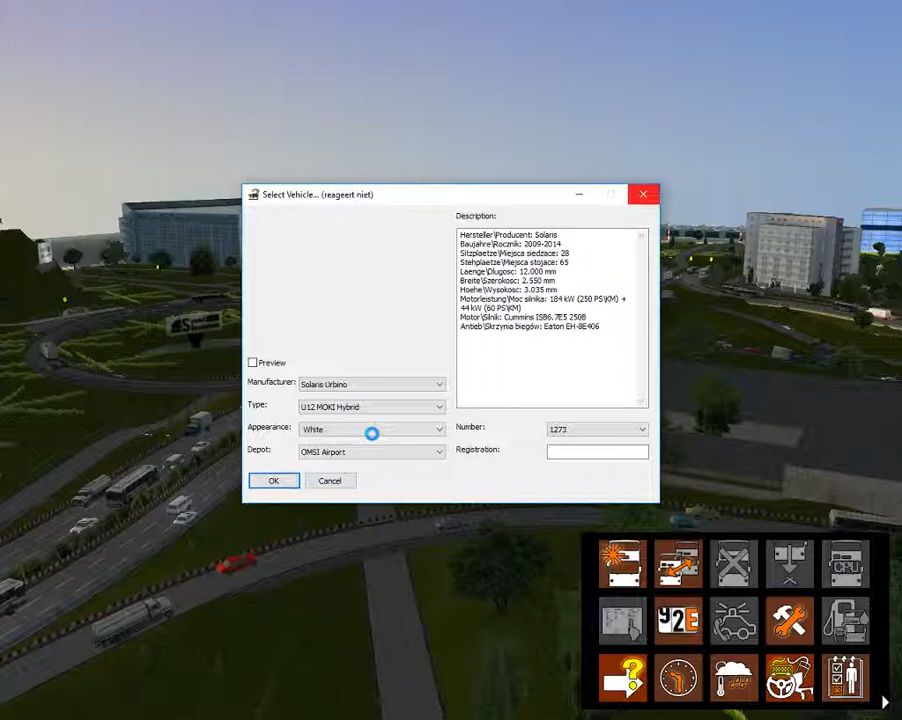 Select Vehicle... (reageert niet)
Description:
Hersteller\Producent: Solaris
Baujahre\Rocznik: 2009-2014
Sitzplaetze\Miejsca siedzace: 28
Stehplaetze\Miejsca stojace: 65
Laenge\Dlugosc: 12.000 mm
Breite\Szerokosc: 2.550 mm
Hoehe\Wysokosc: 3.035 mm
Motorleistung\Moc silnika: 184 kW (250 PS\KM) +
44 kW (60 PS\KM)
Motor\Silnik: Cummins ISB6.7E5 250B
Antieb\Skrzynia biegów: Eaton EH-8E406
Preview
Manufacturer: Solaris Urbino
Type: U12 MOKI Hybrid
Appearance: White
Number: 1273
Depot: OMSI Airport
Registration:
OK Cancel
CPU
92E